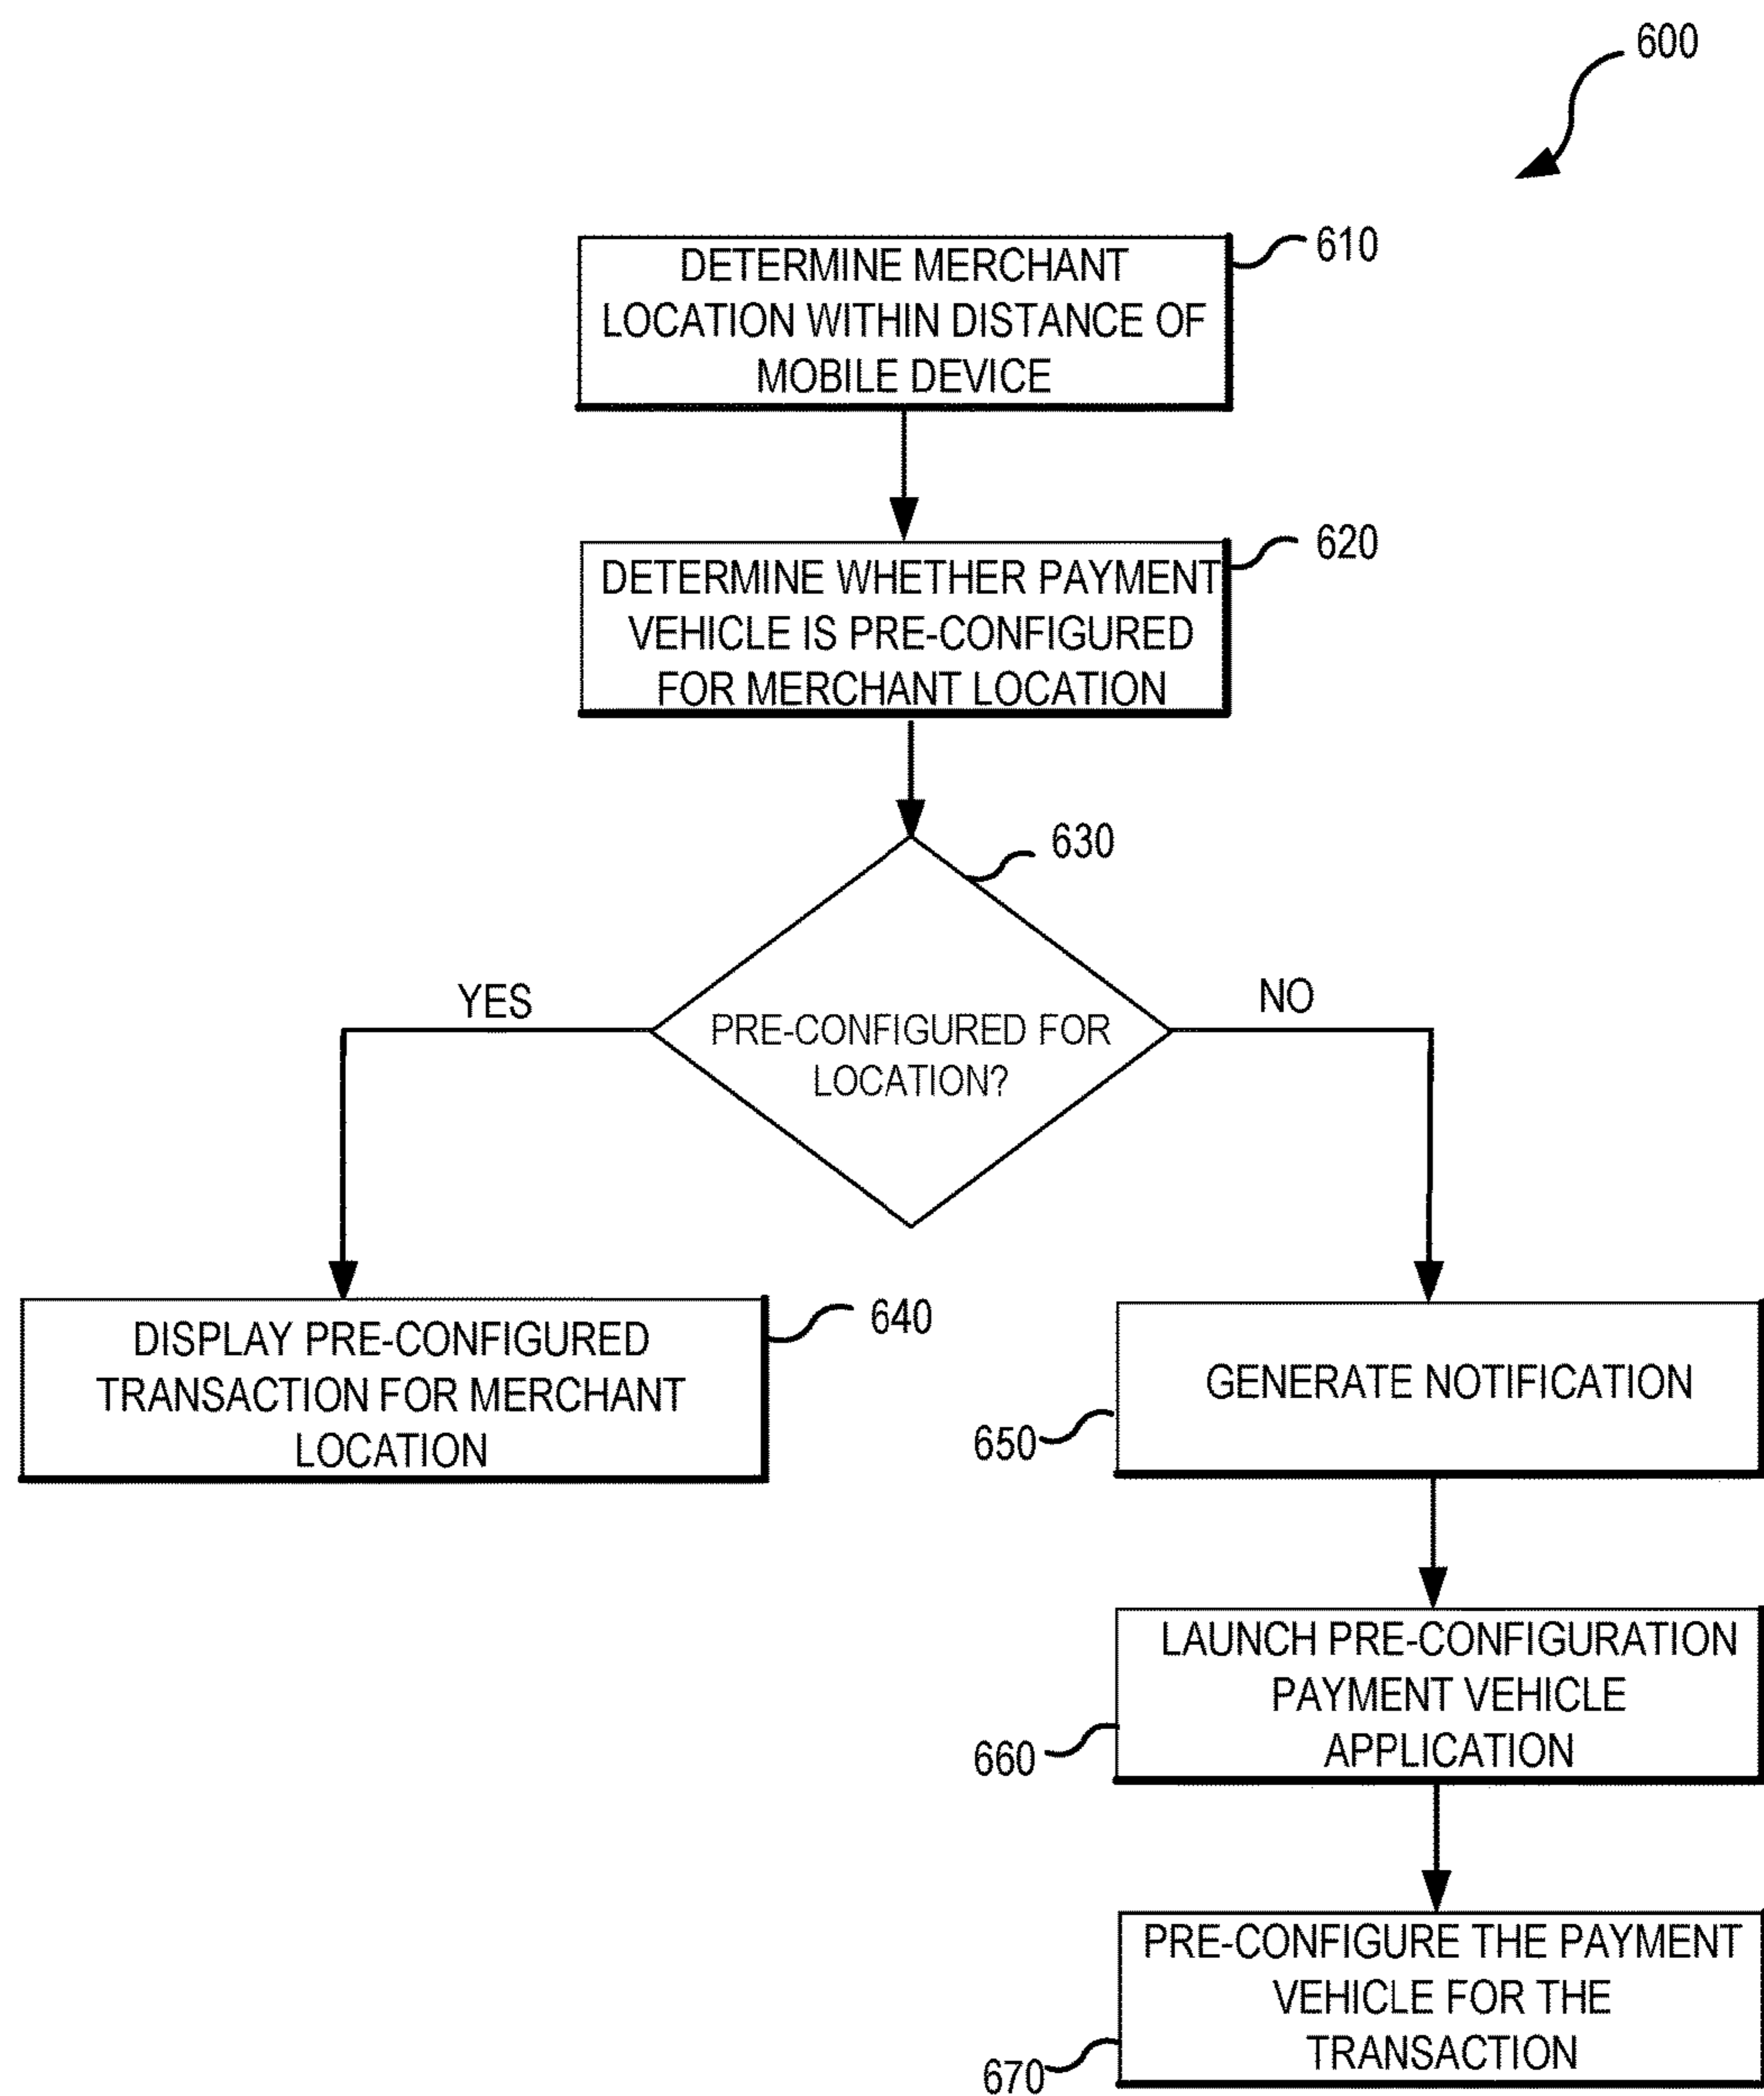 600
DETERMINE MERCHANT
LOCATION WITHIN DISTANCE OF
MOBILE DEVICE
610
DETERMINE WHETHER PAYMENT
VEHICLE IS PRE-CONFIGURED
FOR MERCHANT LOCATION
620
630
YES
NO
PRE-CONFIGURED FOR
LOCATION?
DISPLAY PRE-CONFIGURED
TRANSACTION FOR MERCHANT
LOCATION
640
GENERATE NOTIFICATION
650
LAUNCH PRE-CONFIGURATION
PAYMENT VEHICLE
APPLICATION
660
PRE-CONFIGURE THE PAYMENT
VEHICLE FOR THE
TRANSACTION
670